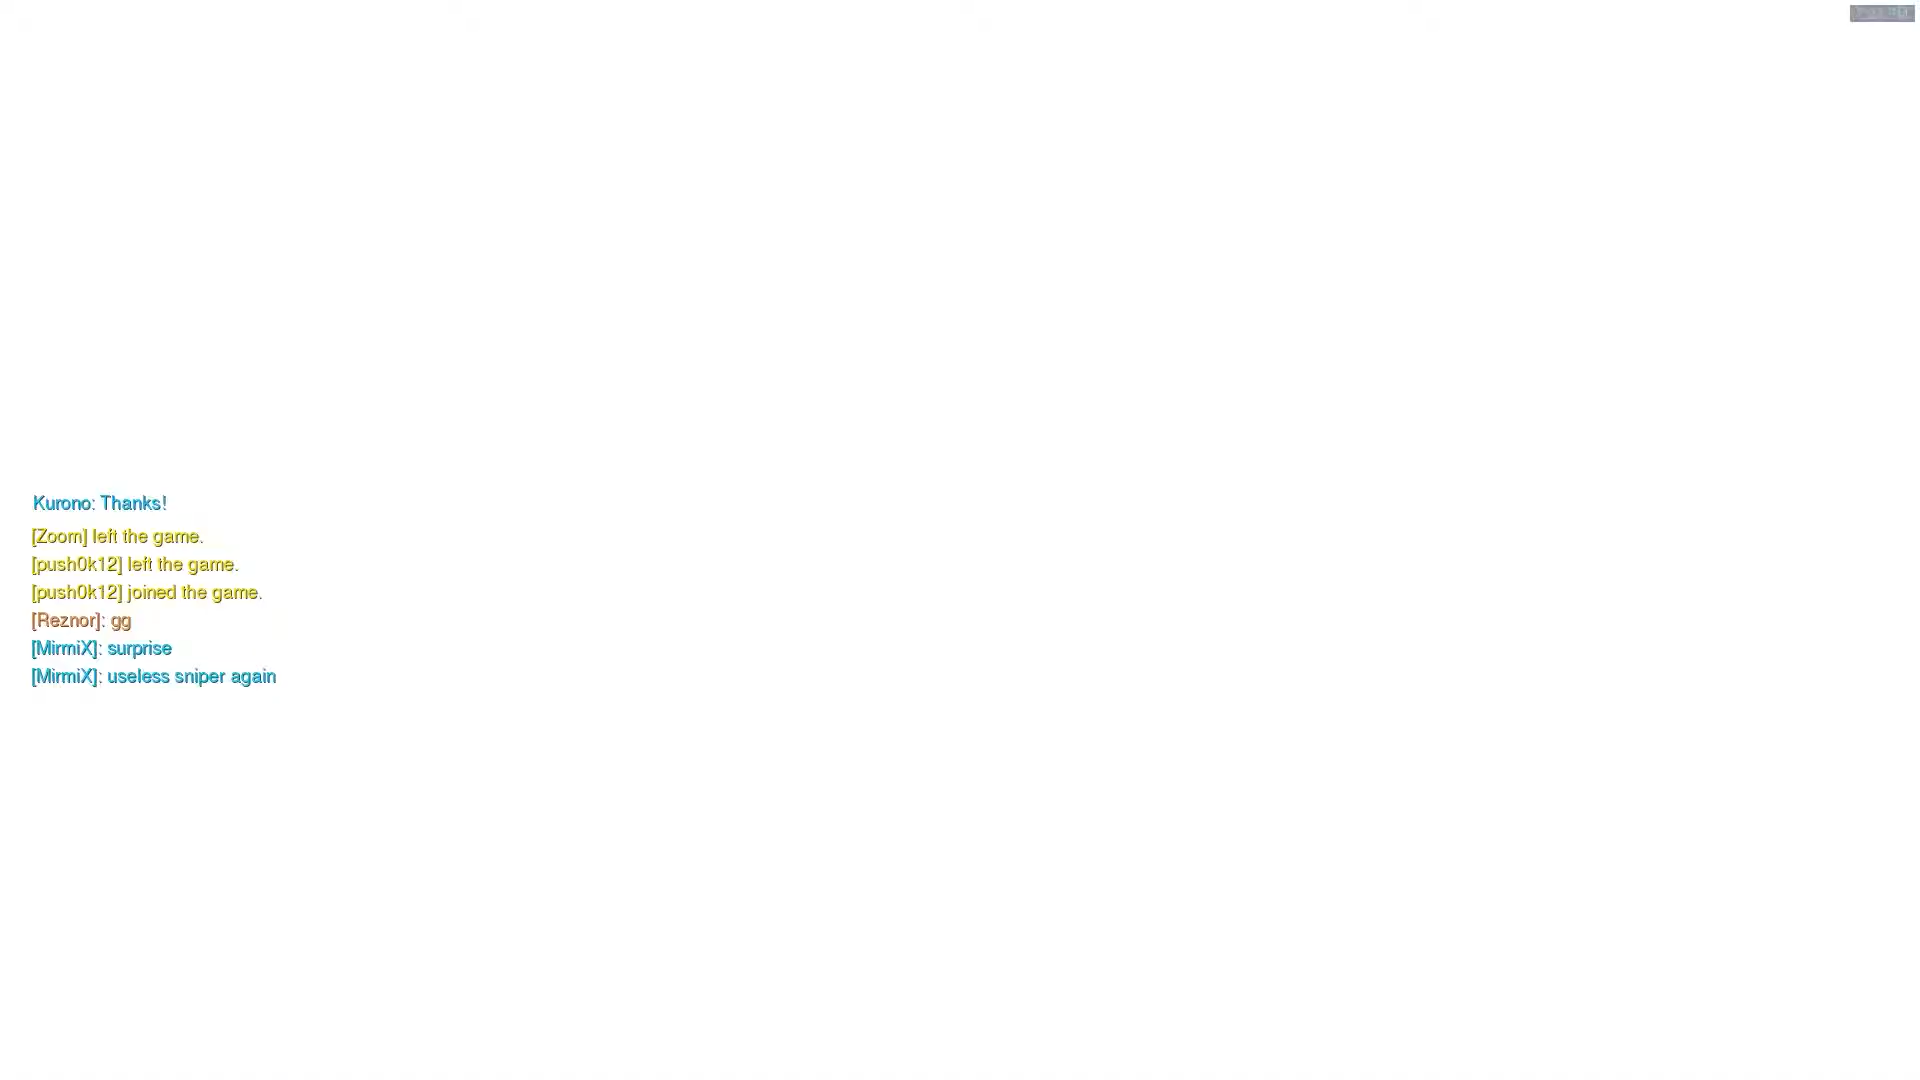 Kurono: Thanks!
[Zoom] left the game.
[push0k12] left the game.
[push0k12] joined the game.
[Reznor]: gg
[MirmiX]: surprise
[MirmiX]: useless sniper again